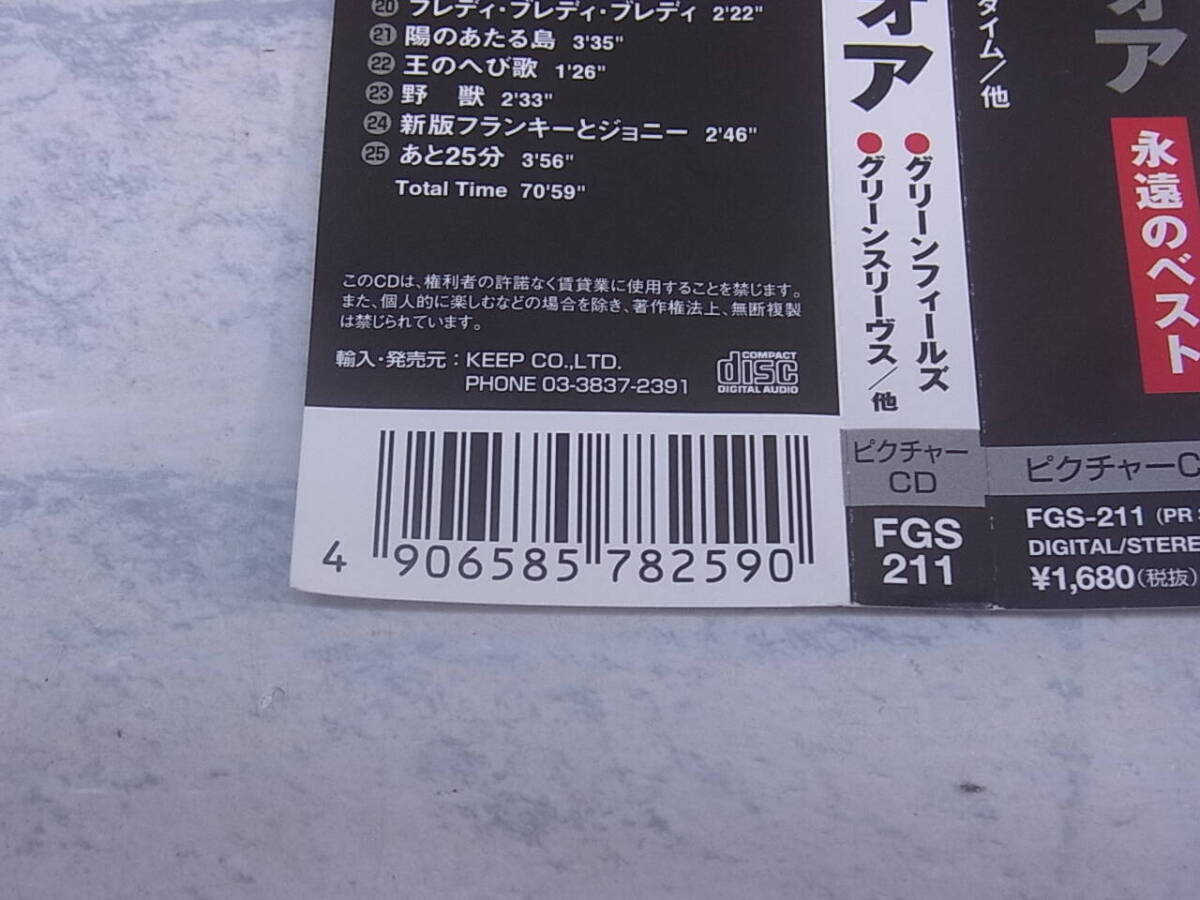 ⑳ ブレディ・ブレディ・ブレディ 2'22"
㉑ 陽のあたる島 3'35"
㉒ 王のへび歌 1'26"
㉓ 野 獣 2'33"
㉔ 新版フランキーとジョニー 2'46"
㉕ あと25分 3'56"
Total Time 70'59"
このCDは、権利者の許諾なく賃貸業に使用することを禁じます。
また、個人的に楽しむなどの場合を除き、著作権法上、無断複製
は禁じられています。
輸入・発売元：KEEP CO.,LTD.
PHONE 03-3837-2391
COMPACT
disc
DIGITAL AUDIO
4 906585 782590
ォア
●グリーンフィールズ
●グリーンスリーヴス／他
ピクチャー
CD
FGS
211
タイム／他
ォア
永遠のベスト
ピクチャーC
FGS-211 (PR
DIGITAL/STERE
¥1,680(税抜)